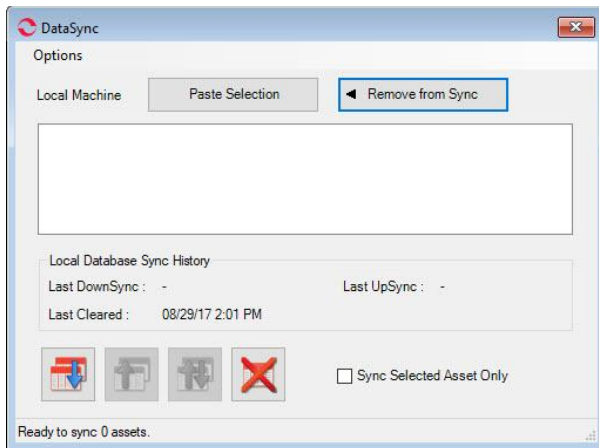 DataSync
Options
Local Machine
Paste Selection
Remove from Sync
Local Database Sync History
Last DownSync : -
Last UpSync : -
Last Cleared : 08/29/17 2:01 PM
Sync Selected Asset Only
Ready to sync 0 assets.